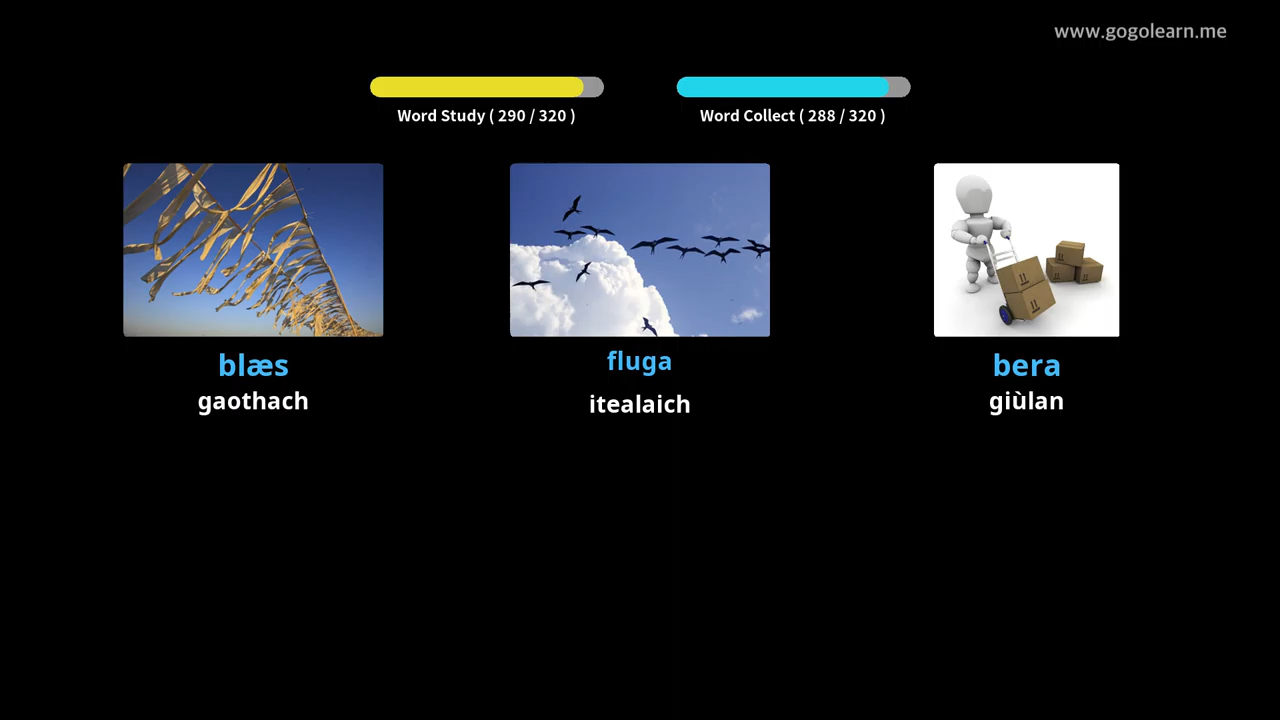 www.gogolearn.me
Word Study ( 290 / 320 )
Word Collect ( 288 / 320 )
blæs
fluga
bera
gaothach
itealaich
giùlan